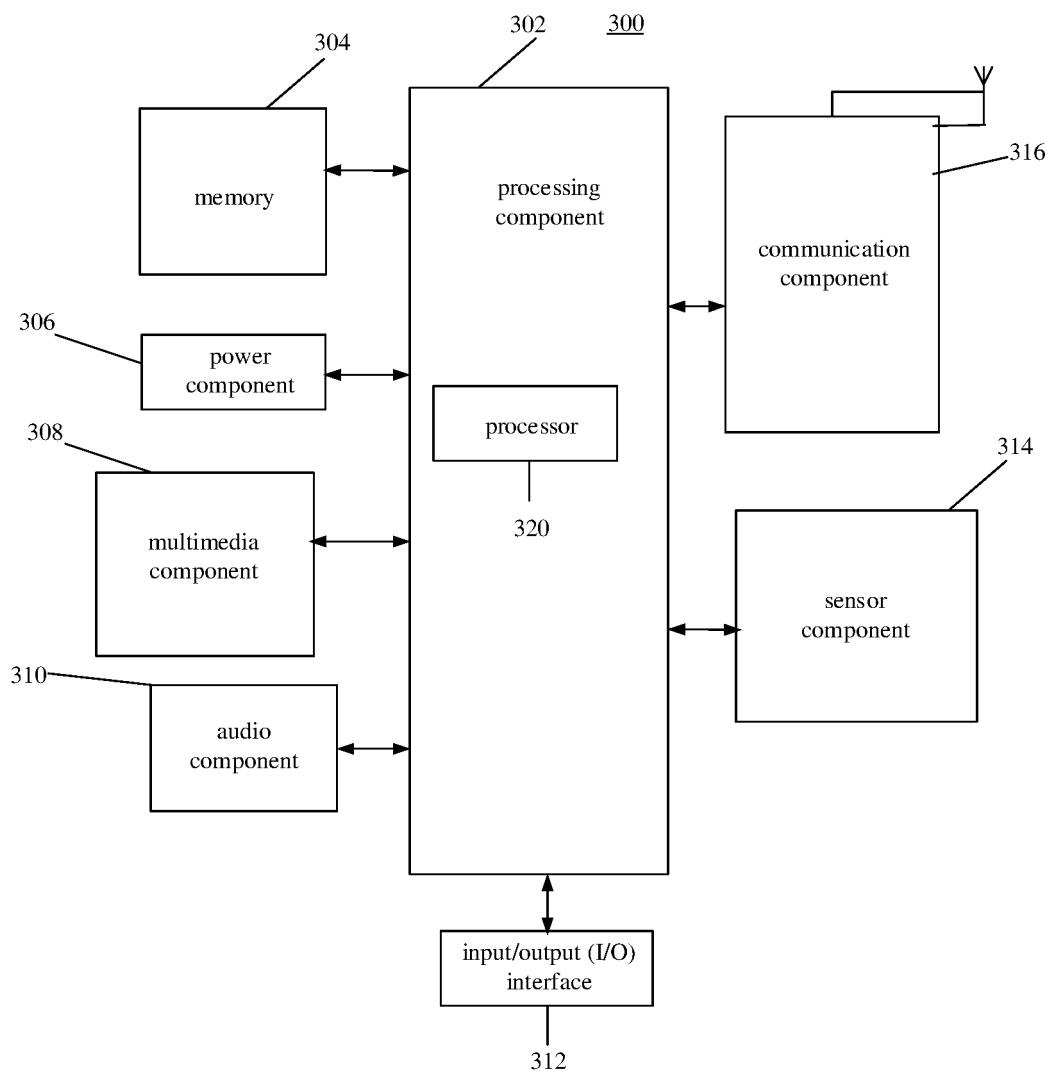 300
302
304
memory
processing
component
316
communication
component
306
power
component
processor
320
308
multimedia
component
314
sensor
component
310
audio
component
input/output (I/O)
interface
312